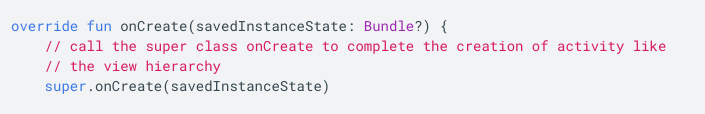 override fun onCreate(savedInstanceState: Bundle?) {
    // call the super class onCreate to complete the creation of activity like
    // the view hierarchy
    super.onCreate(savedInstanceState)